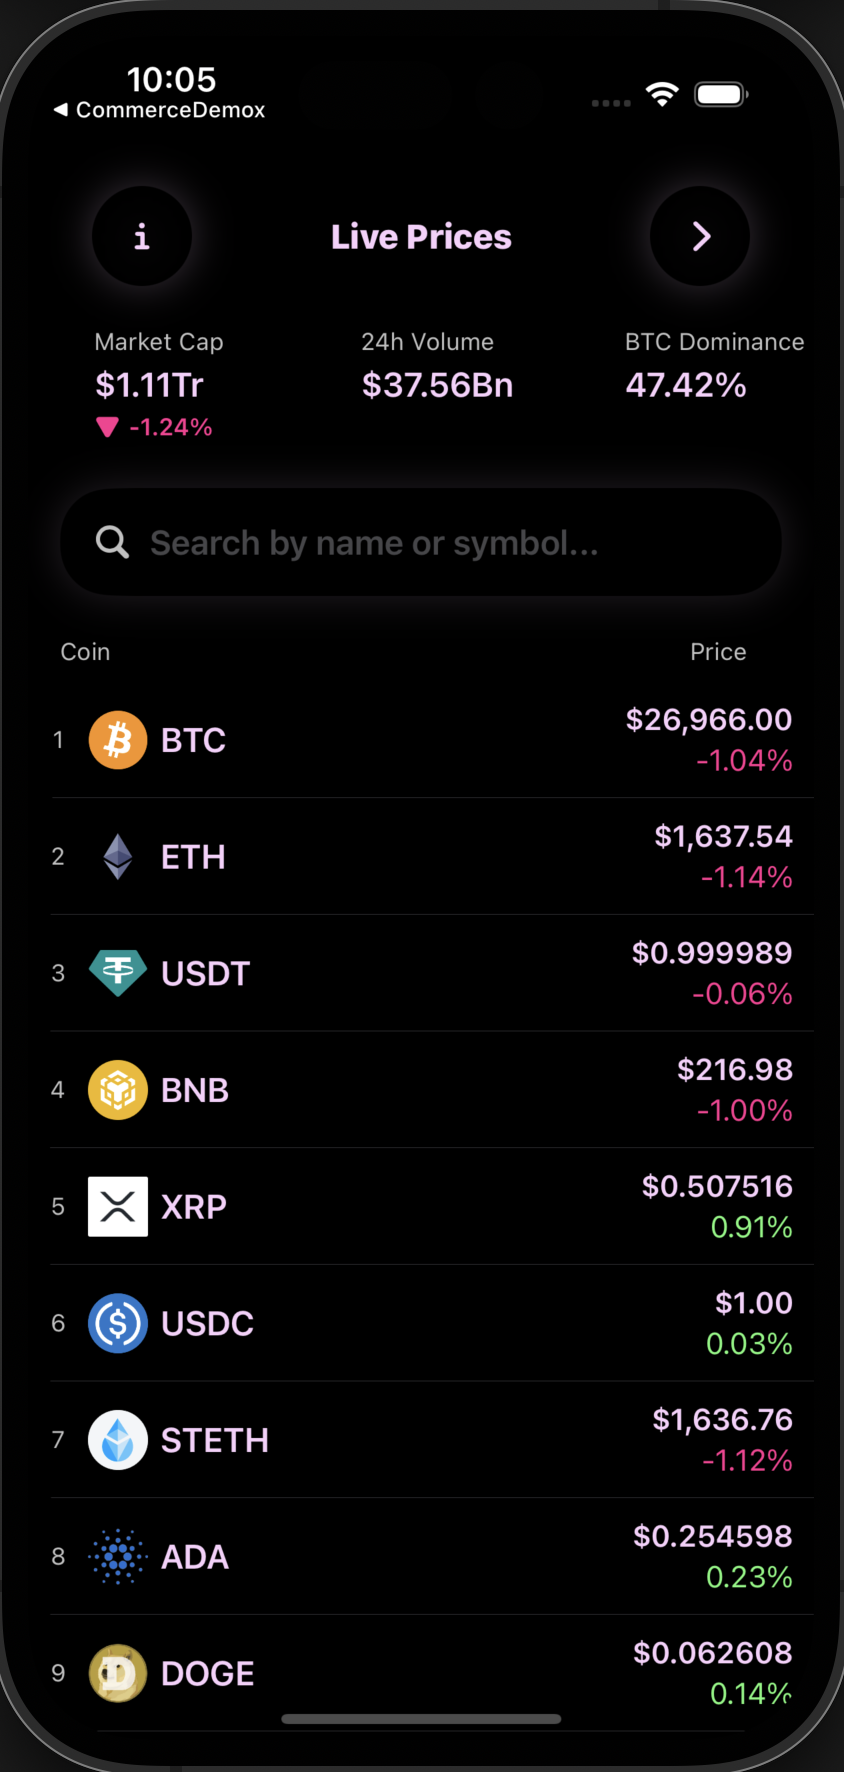 10:05
◀ CommerceDemox
i
Live Prices
Market Cap
24h Volume
BTC Dominance
$1.11Tr
$37.56Bn
47.42%
▼ -1.24%
Search by name or symbol...
Coin
Price
1 BTC $26,966.00
-1.04%
2 ETH $1,637.54
-1.14%
3 USDT $0.999989
-0.06%
4 BNB $216.98
-1.00%
5 XRP $0.507516
0.91%
6 USDC $1.00
0.03%
7 STETH $1,636.76
-1.12%
8 ADA $0.254598
0.23%
9 DOGE $0.062608
0.14%